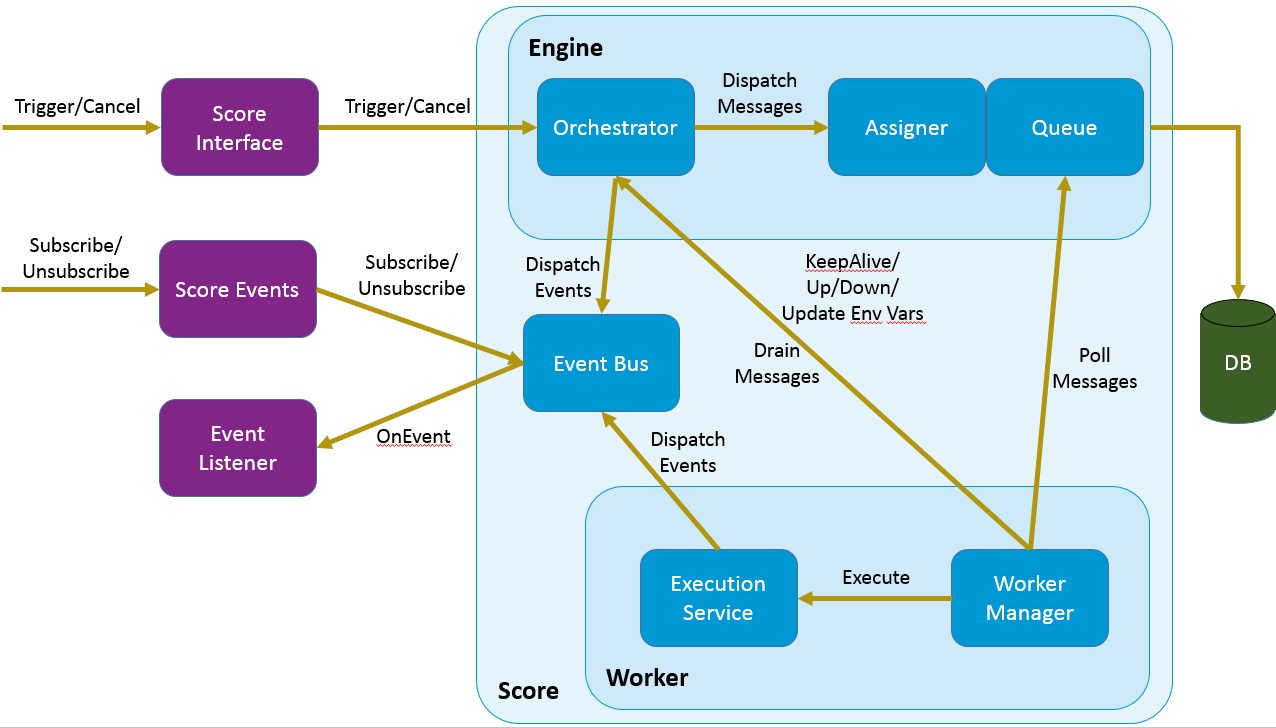 Engine
Trigger/Cancel
Score
Interface
Trigger/Cancel
Orchestrator
Dispatch
Messages
Assigner
Queue
Subscribe/
Unsubscribe
Score Events
Subscribe/
Unsubscribe
Dispatch
Events
KeepAlive/
Up/Down/
Update Env Vars
Event Bus
Drain
Messages
Poll
Messages
DB
Event
Listener
OnEvent
Dispatch
Events
Execution
Service
Execute
Worker
Manager
Worker
Score